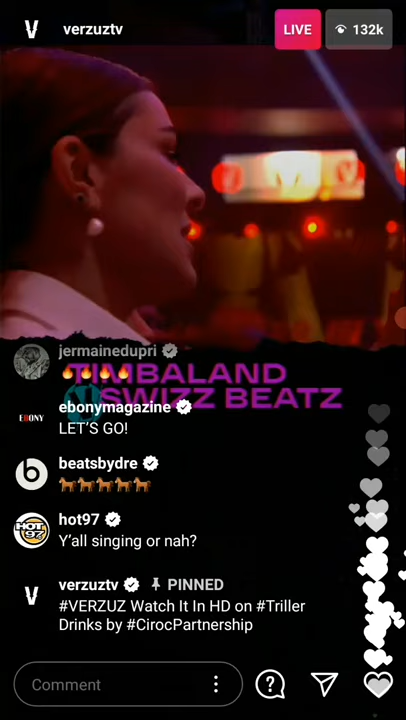 verzuztv
LIVE
132k
jermainedupri
TIMBALAND
SWIZZ BEATZ
ebonymagazine
EBONY
LET'S GO!
beatsbydre
hot97
HOT
97
Y'all singing or nah?
verzuztv PINNED
#VERZUZ Watch It In HD on #Triller
Drinks by #CirocPartnership
Comment